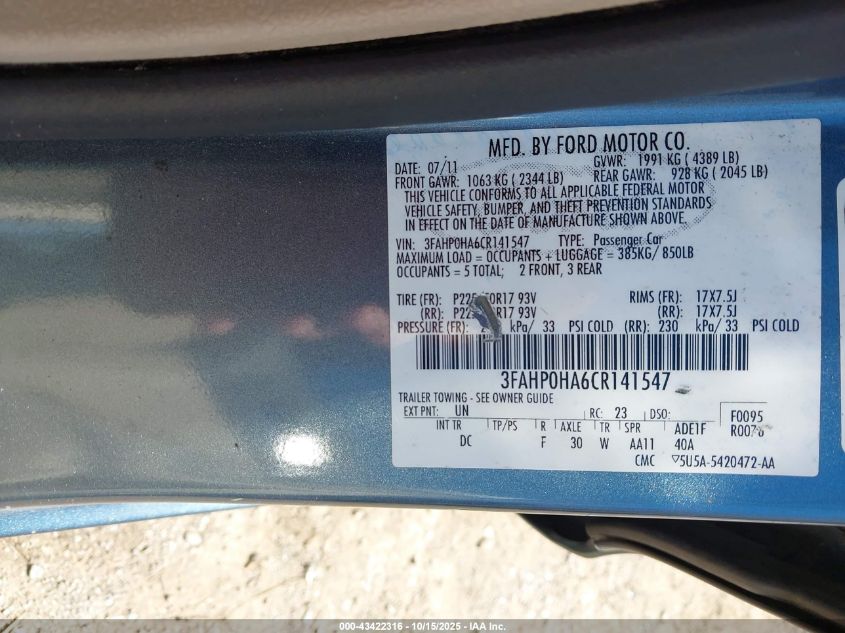 MFD. BY FORD MOTOR CO.
DATE: 07/11 GVWR: 1991 KG ( 4389 LB)
FRONT GAWR: 1063 KG ( 2344 LB) REAR GAWR: 928 KG ( 2045 LB)
THIS VEHICLE CONFORMS TO ALL APPLICABLE FEDERAL MOTOR
VEHICLE SAFETY, BUMPER, AND THEFT PREVENTION STANDARDS
IN EFFECT ON THE DATE OF MANUFACTURE SHOWN ABOVE.
VIN: 3FAHP0HA6CR141547 TYPE: Passenger Car
MAXIMUM LOAD = OCCUPANTS + LUGGAGE = 385KG/ 850LB
OCCUPANTS = 5 TOTAL; 2 FRONT, 3 REAR
TIRE (FR): 93V RIMS (FR): 17X7.5J
(RR): 93V (RR): 17X7.5J
PRESSURE (FR): kPa/ 33 PSI COLD (RR): 230 kPa/ 33 PSI COLD
3FAHP0HA6CR141547
TRAILER TOWING - SEE OWNER GUIDE
EXT PNT: UN RC: 23 DSO: F0095
INT TR TP/PS R AXLE TR SPR ADE1F
DC F 30 W AA11 40A
CMC ▽5U5A-5420472-AA
000-43422316 - 10/15/2025 - IAA Inc.